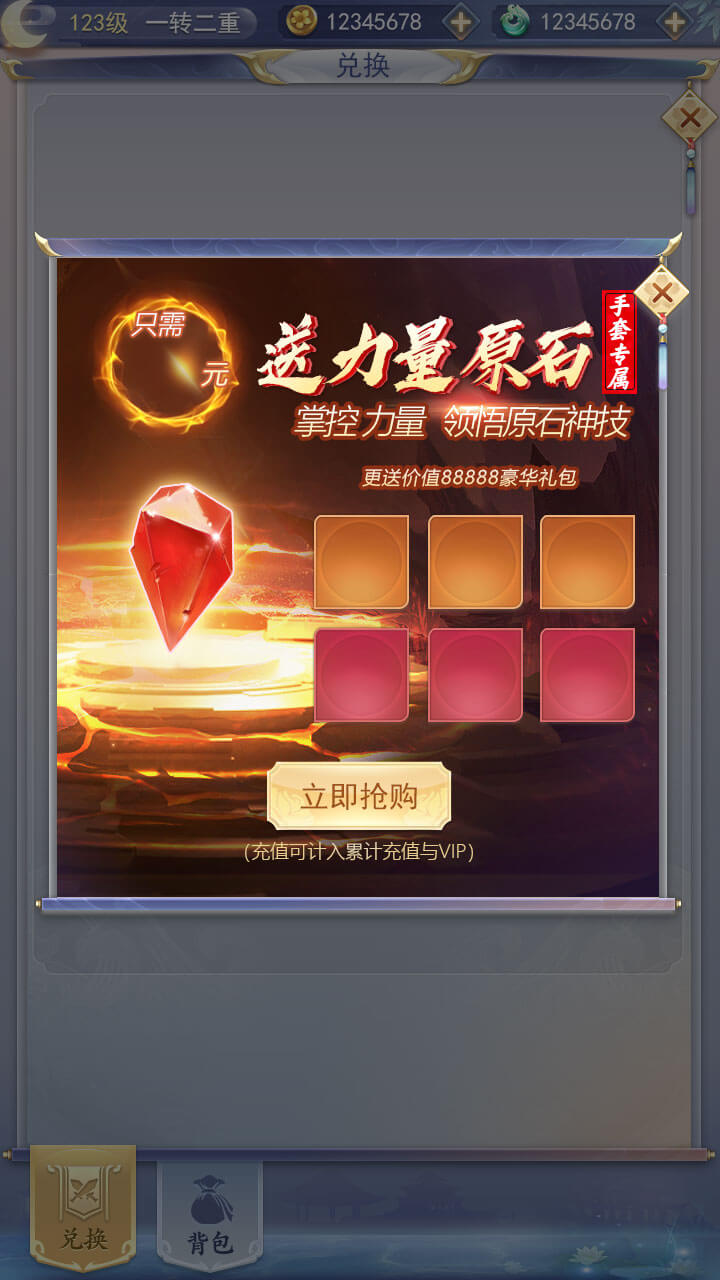 123级 一转二重 12345678 12345678
兑换
只需
元
送力量原石
手套专属
掌控力量 领悟原石神技
更送价值88888豪华礼包
立即抢购
(充值可计入累计充值与VIP)
兑换
背包